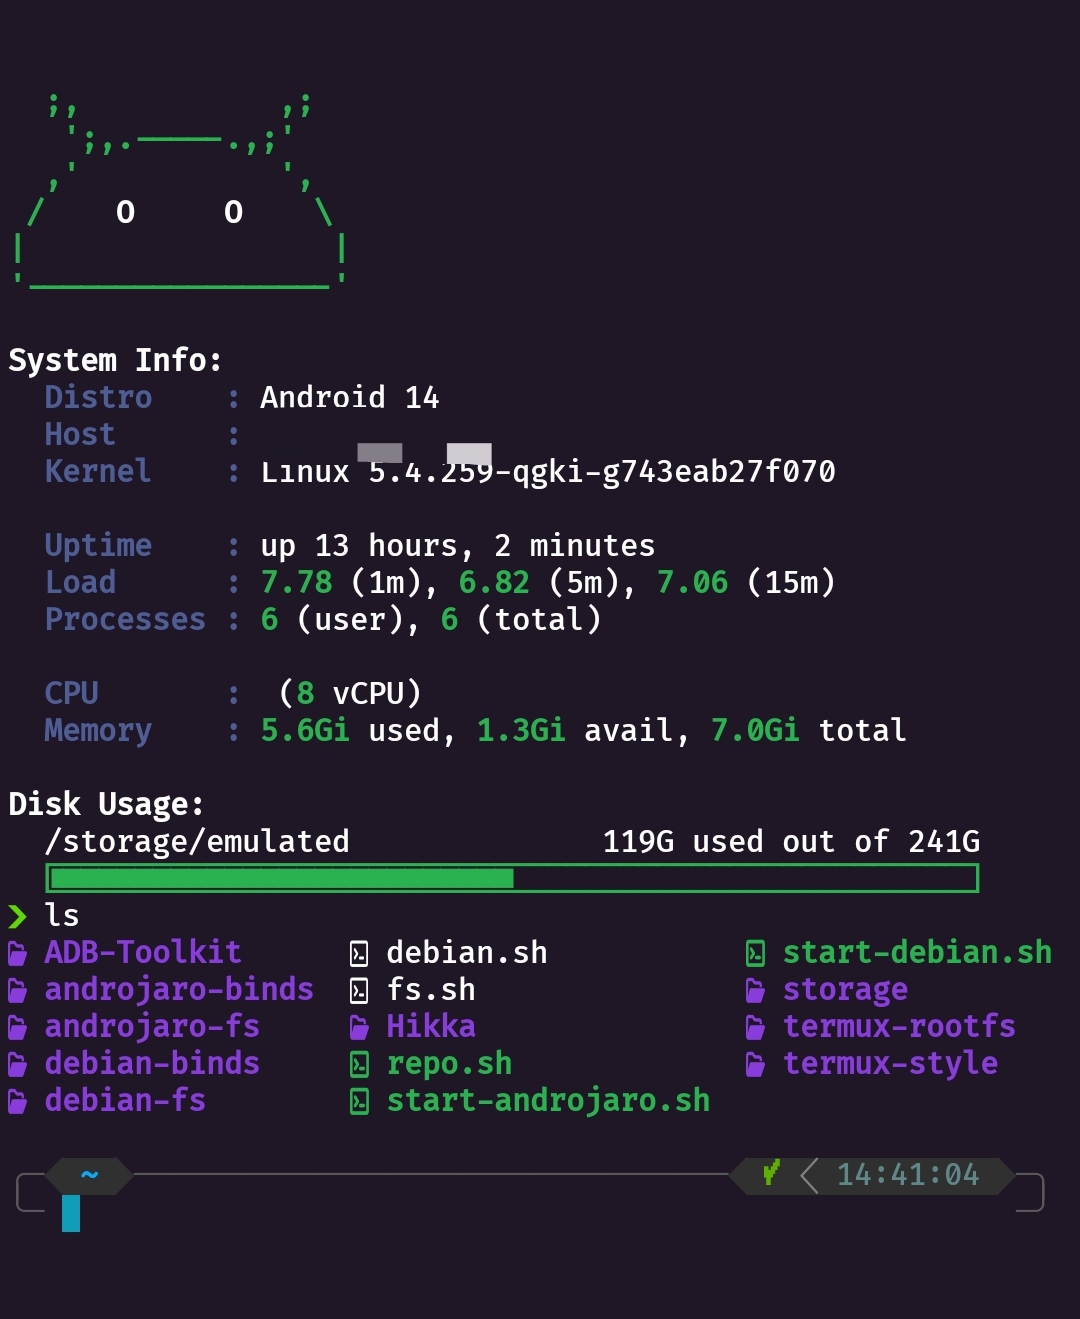 ;,                       ,;
';,.-----.,;'
,'                       ',
/    O     O    \
|                  |
'-----------------'
System Info:
Distro    : Android 14
Host      :
Kernel    : Linux 5.4.259-qgki-g743eab27f070
Uptime    : up 13 hours, 2 minutes
Load      : 7.78 (1m), 6.82 (5m), 7.06 (15m)
Processes : 6 (user), 6 (total)
CPU       :  (8 vCPU)
Memory    : 5.6Gi used, 1.3Gi avail, 7.0Gi total
Disk Usage:
/storage/emulated              119G used out of 241G
❯ ls
ADB-Toolkit      debian.sh           start-debian.sh
androjaro-binds  fs.sh               storage
androjaro-fs     Hikka               termux-rootfs
debian-binds     repo.sh             termux-style
debian-fs        start-androjaro.sh
~ 14:41:04